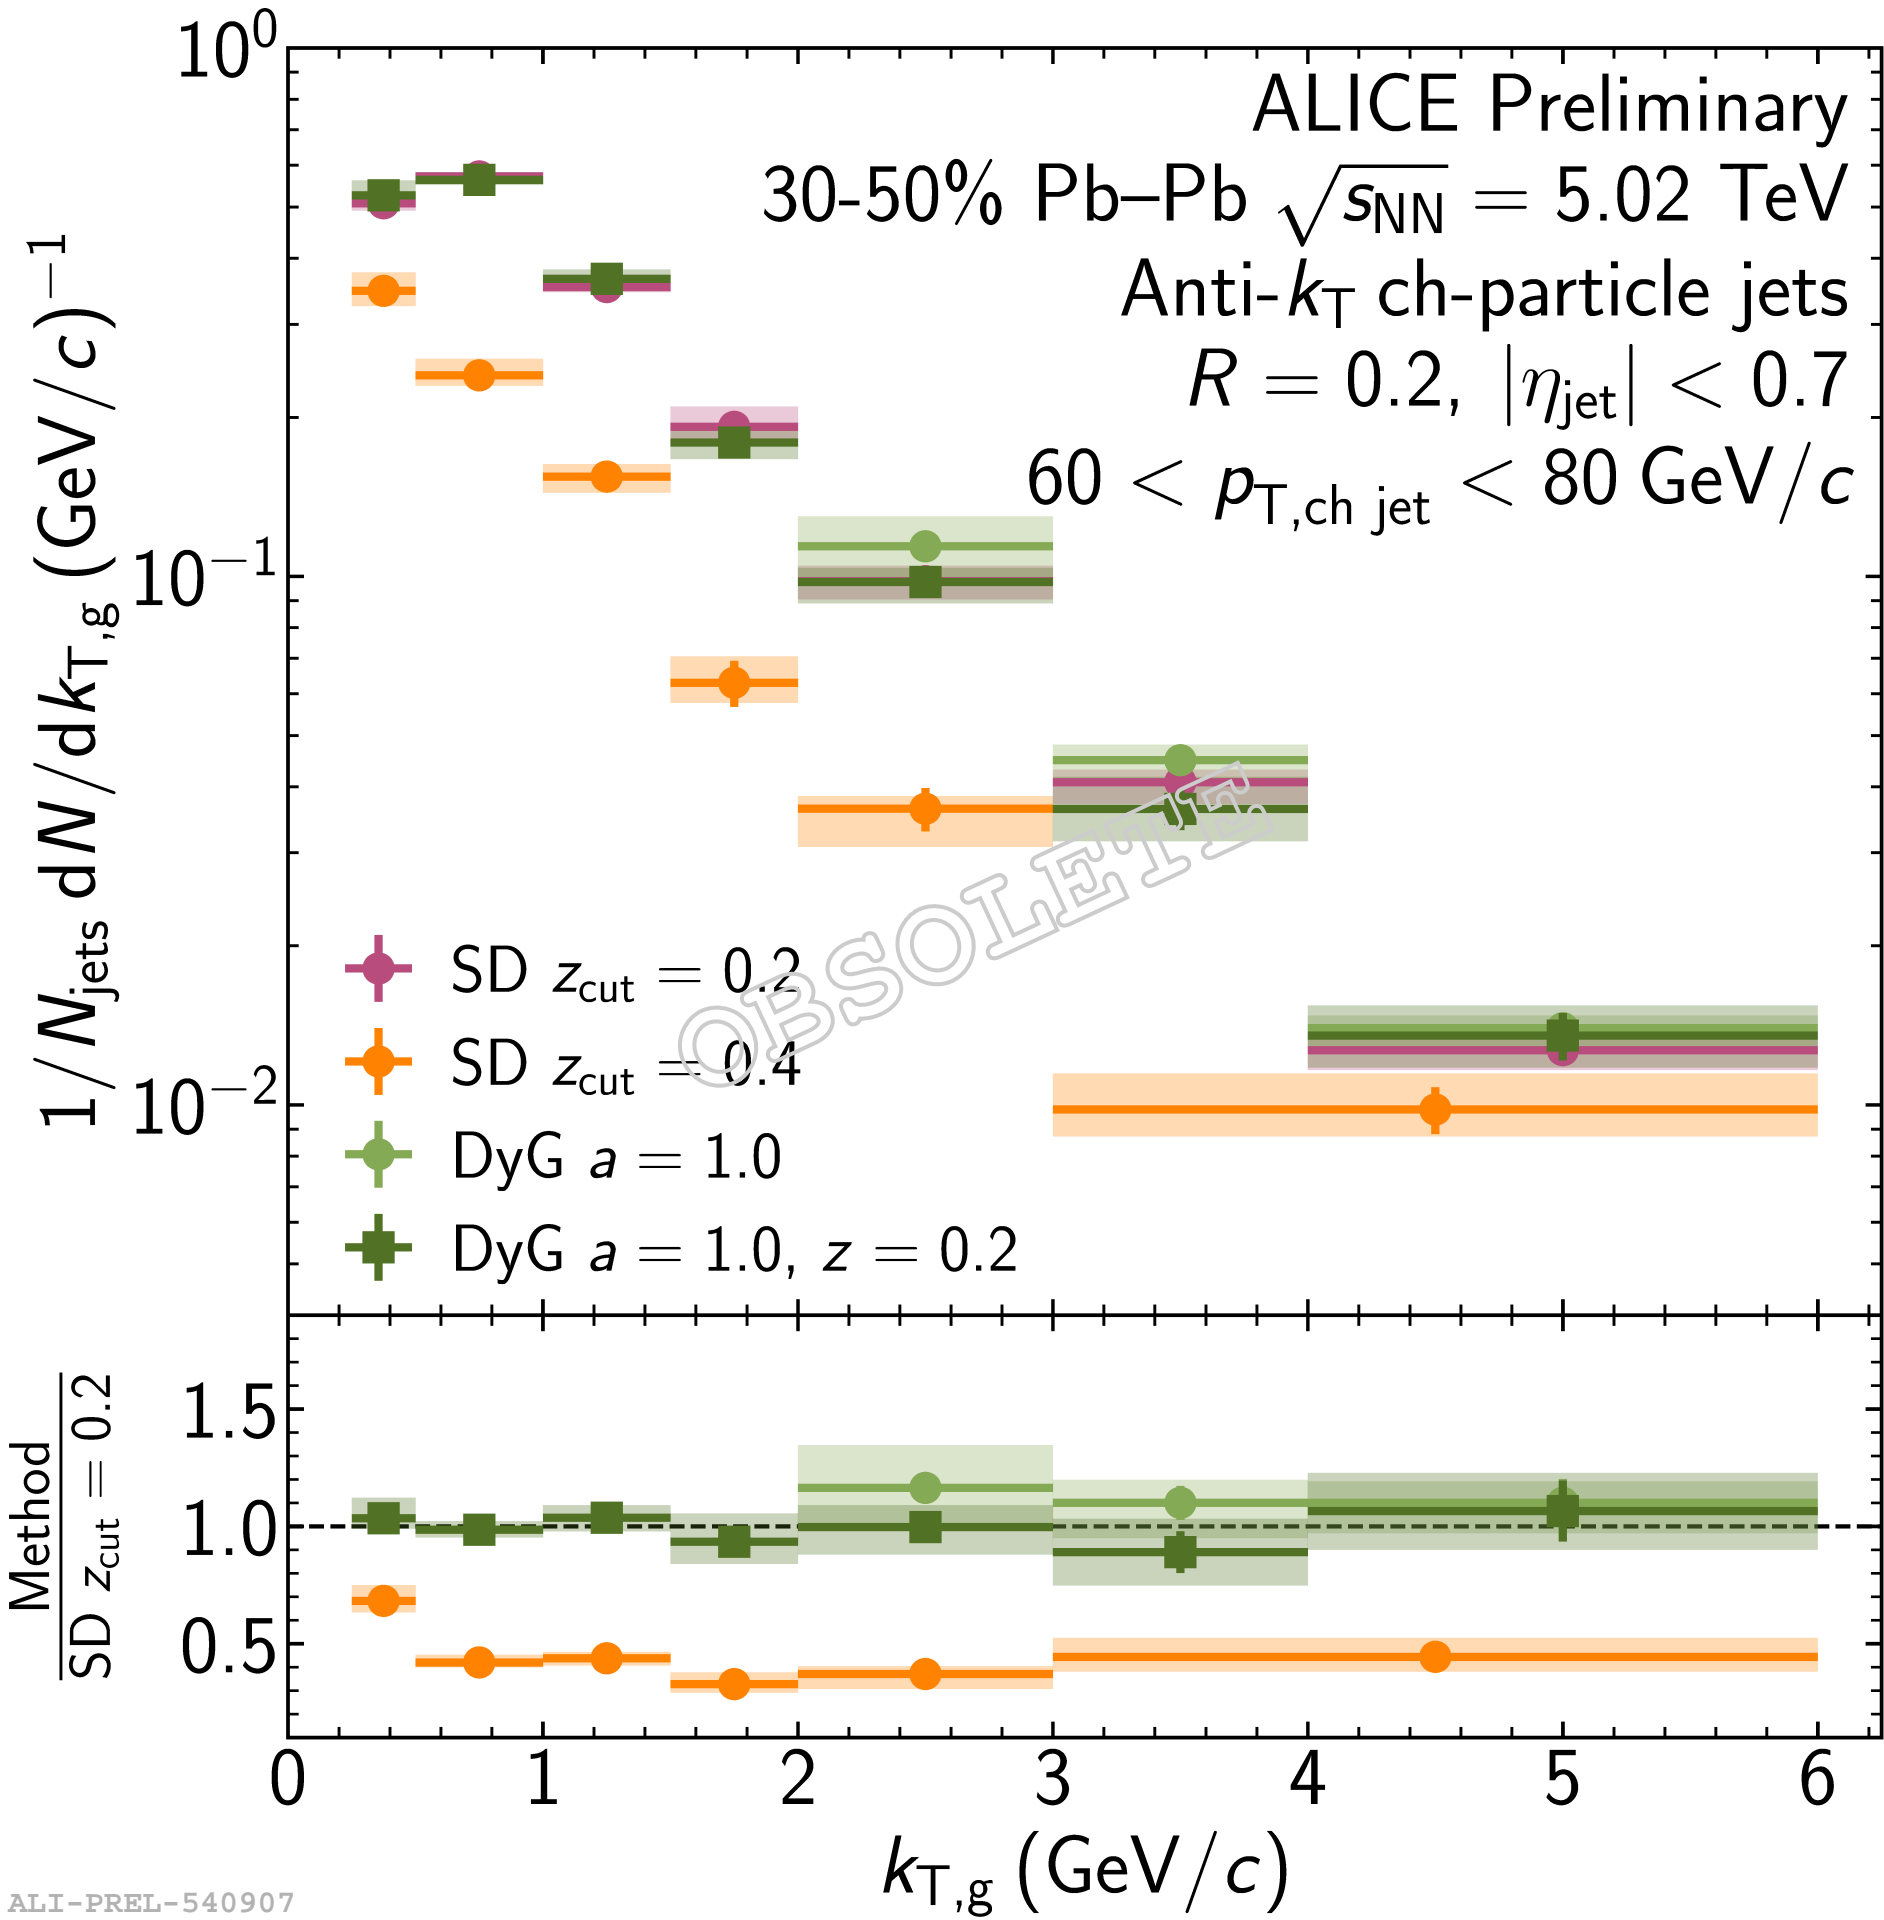 10⁰
ALICE Preliminary
30-50% Pb–Pb √sNN = 5.02 TeV
Anti-kT ch-particle jets
R = 0.2, |ηjet| < 0.7
60 < pT,ch jet < 80 GeV/c
1/Njets dN/dkT,g (GeV/c)⁻¹
10⁻¹
10⁻²
OBSOLETE
SD zcut = 0.2
SD zcut = 0.4
DyG a = 1.0
DyG a = 1.0, z = 0.2
Method
SD zcut = 0.2
1.5
1.0
0.5
0 1 2 3 4 5 6
kT,g (GeV/c)
ALI-PREL-540907